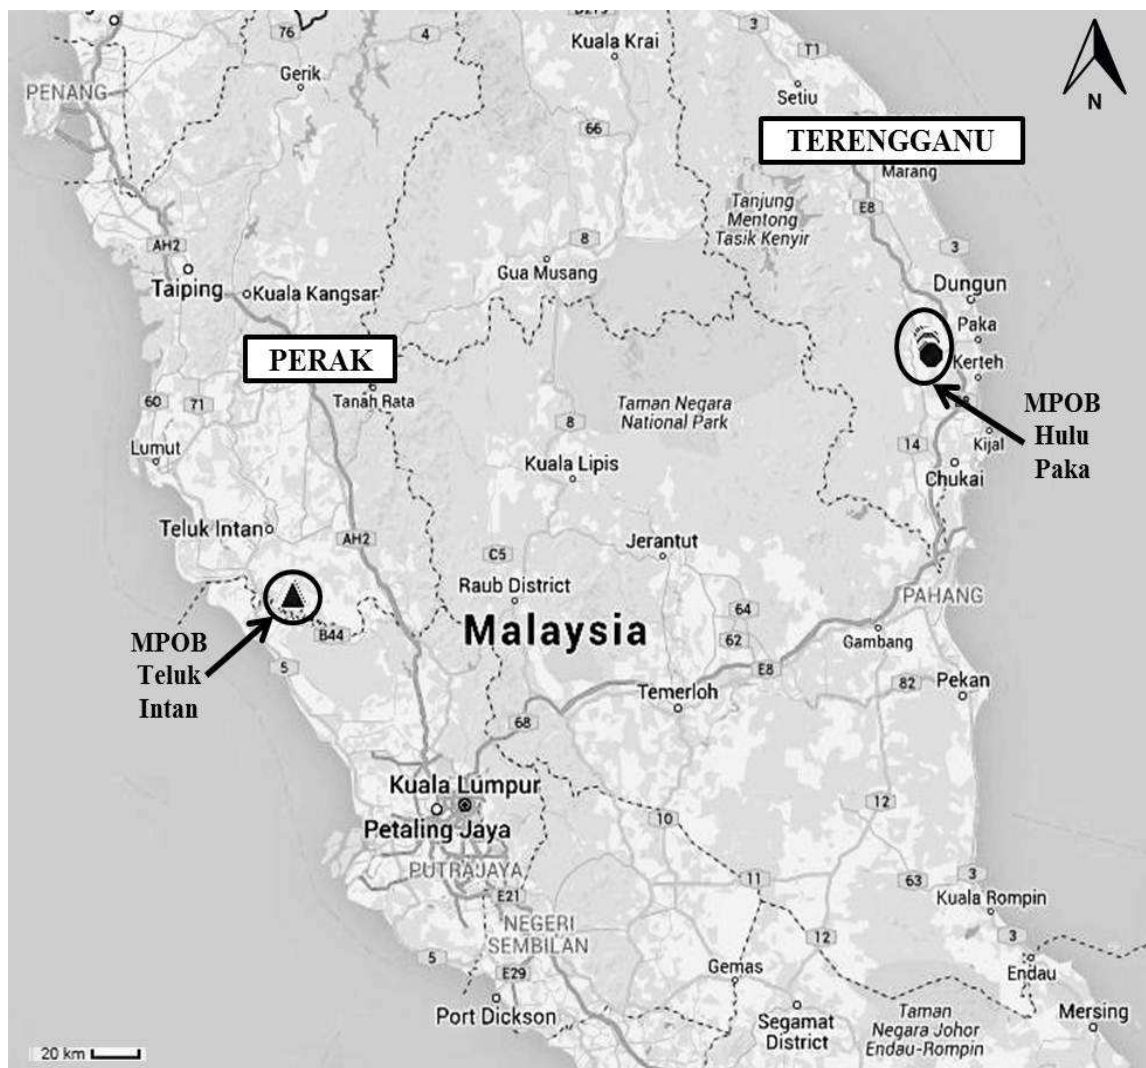 76
4
3
T1
Kuala Krai
Gerik
Setiu
N
PENANG
66
TERENGGANU
Marang
Tanjung
Mentong
Tasik Kenyir
E8
AH2
8
3
Taiping
Kuala Kangsar
Gua Musang
Dungun
Paka
PERAK
Kerteh
Tanah Rata
60
71
Taman Negara
National Park
MPOB
Hulu
Paka
8
14
Kijal
Lumut
Kuala Lipis
Chukai
Teluk Intan
AH2
C5
Jerantut
Raub District
PAHANG
64
MPOB
Teluk
Intan
B44
Malaysia
62
Gambang
5
E8
82
Pekan
Temerloh
68
Kuala Lumpur
Petaling Jaya
12
10
PUTRAJAYA
11
63
3
E21
Kuala Rompin
NEGERI
SEMBILAN
12
3
5
E29
Gemas
Endau
Port Dickson
Segamat
District
Taman
Negara Johor
Endau-Rompin
Mersing
20 km